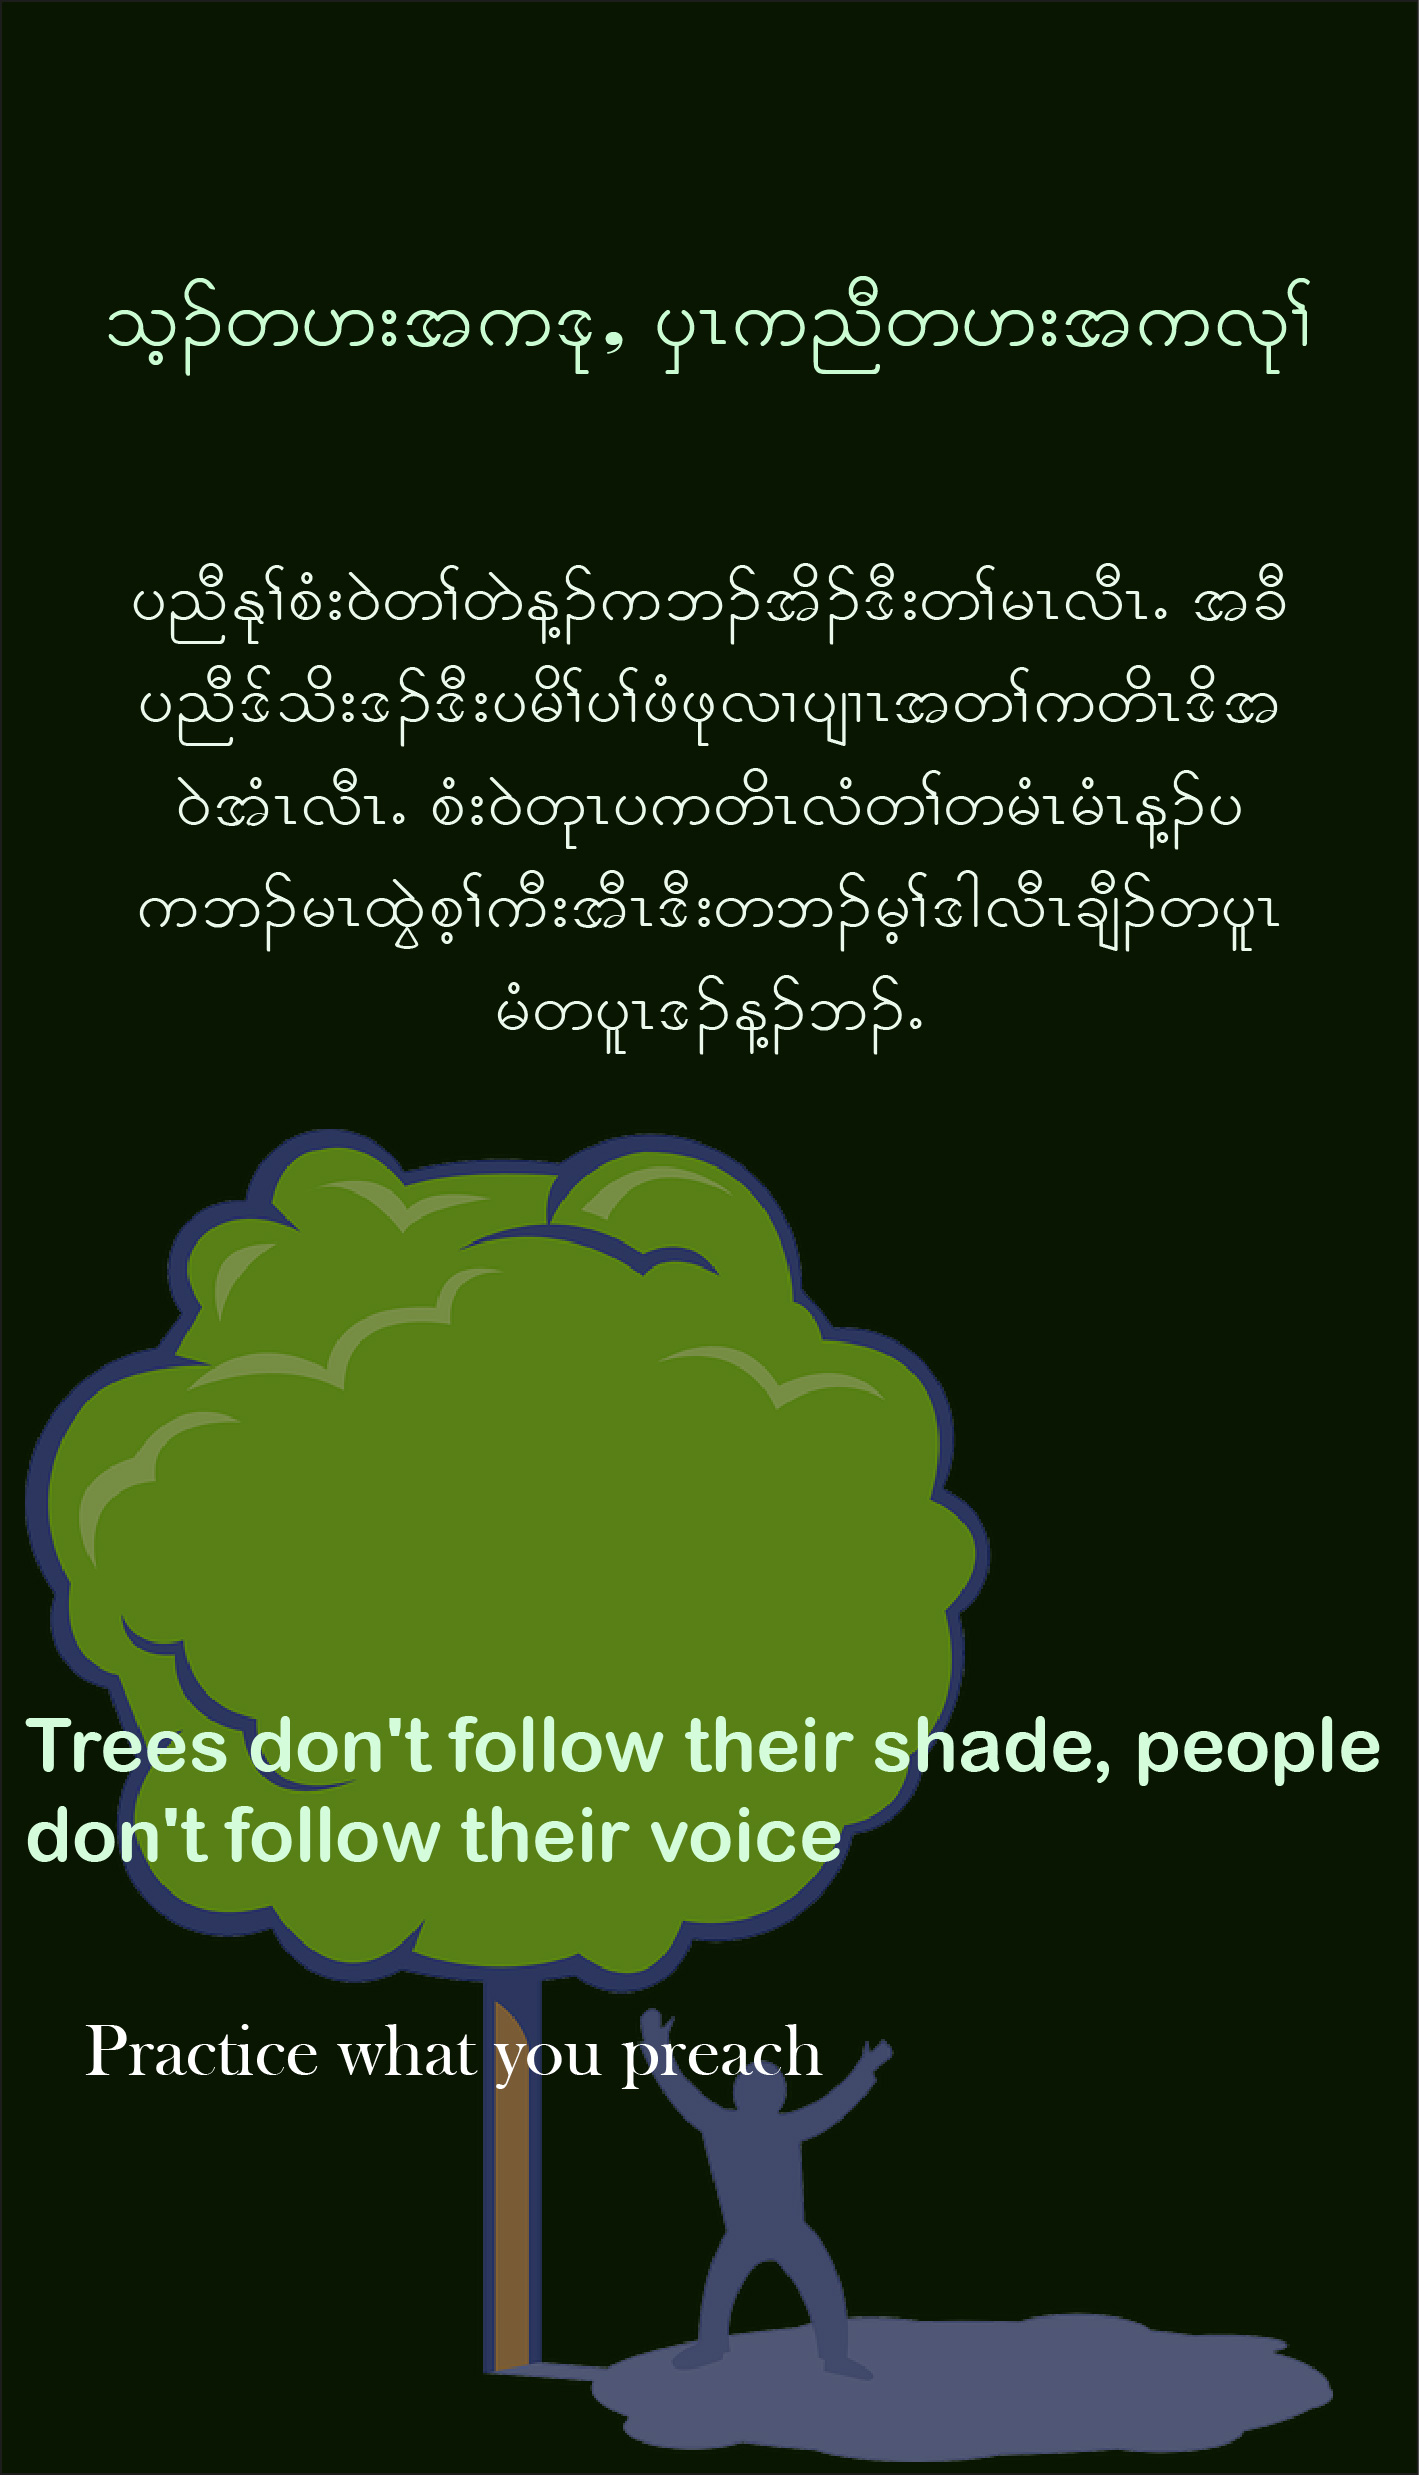 သ့ၣ်တဟးအကဒု, ပှၤကညီတဟးအကလုၢ်
ပညီနုၢ်စံးဝဲတၢ်တဲန့ၣ်ကဘၣ်အိၣ်ဒီးတၢ်မၤလီၤ. အခီ
ပညီဒ်သိးဒၣ်ဒီးပမိၢ်ပၢ်ဖံဖုလၢပျၢၤအတၢ်ကတိၤဒိအ
ဝဲအံၤလီၤ. စံးဝဲတုၤပကတိၤလံတၢ်တမံၤမံၤန့ၣ်ပ
ကဘၣ်မၤထွဲစ့ၢ်ကီးအီၤဒီးတဘၣ်မ့ၢ်ဒါလီၤချီၣ်တပူၤ
မံတပူၤဒၣ်န့ၣ်ဘၣ်.
Trees don't follow their shade, people
don't follow their voice
Practice what you preach